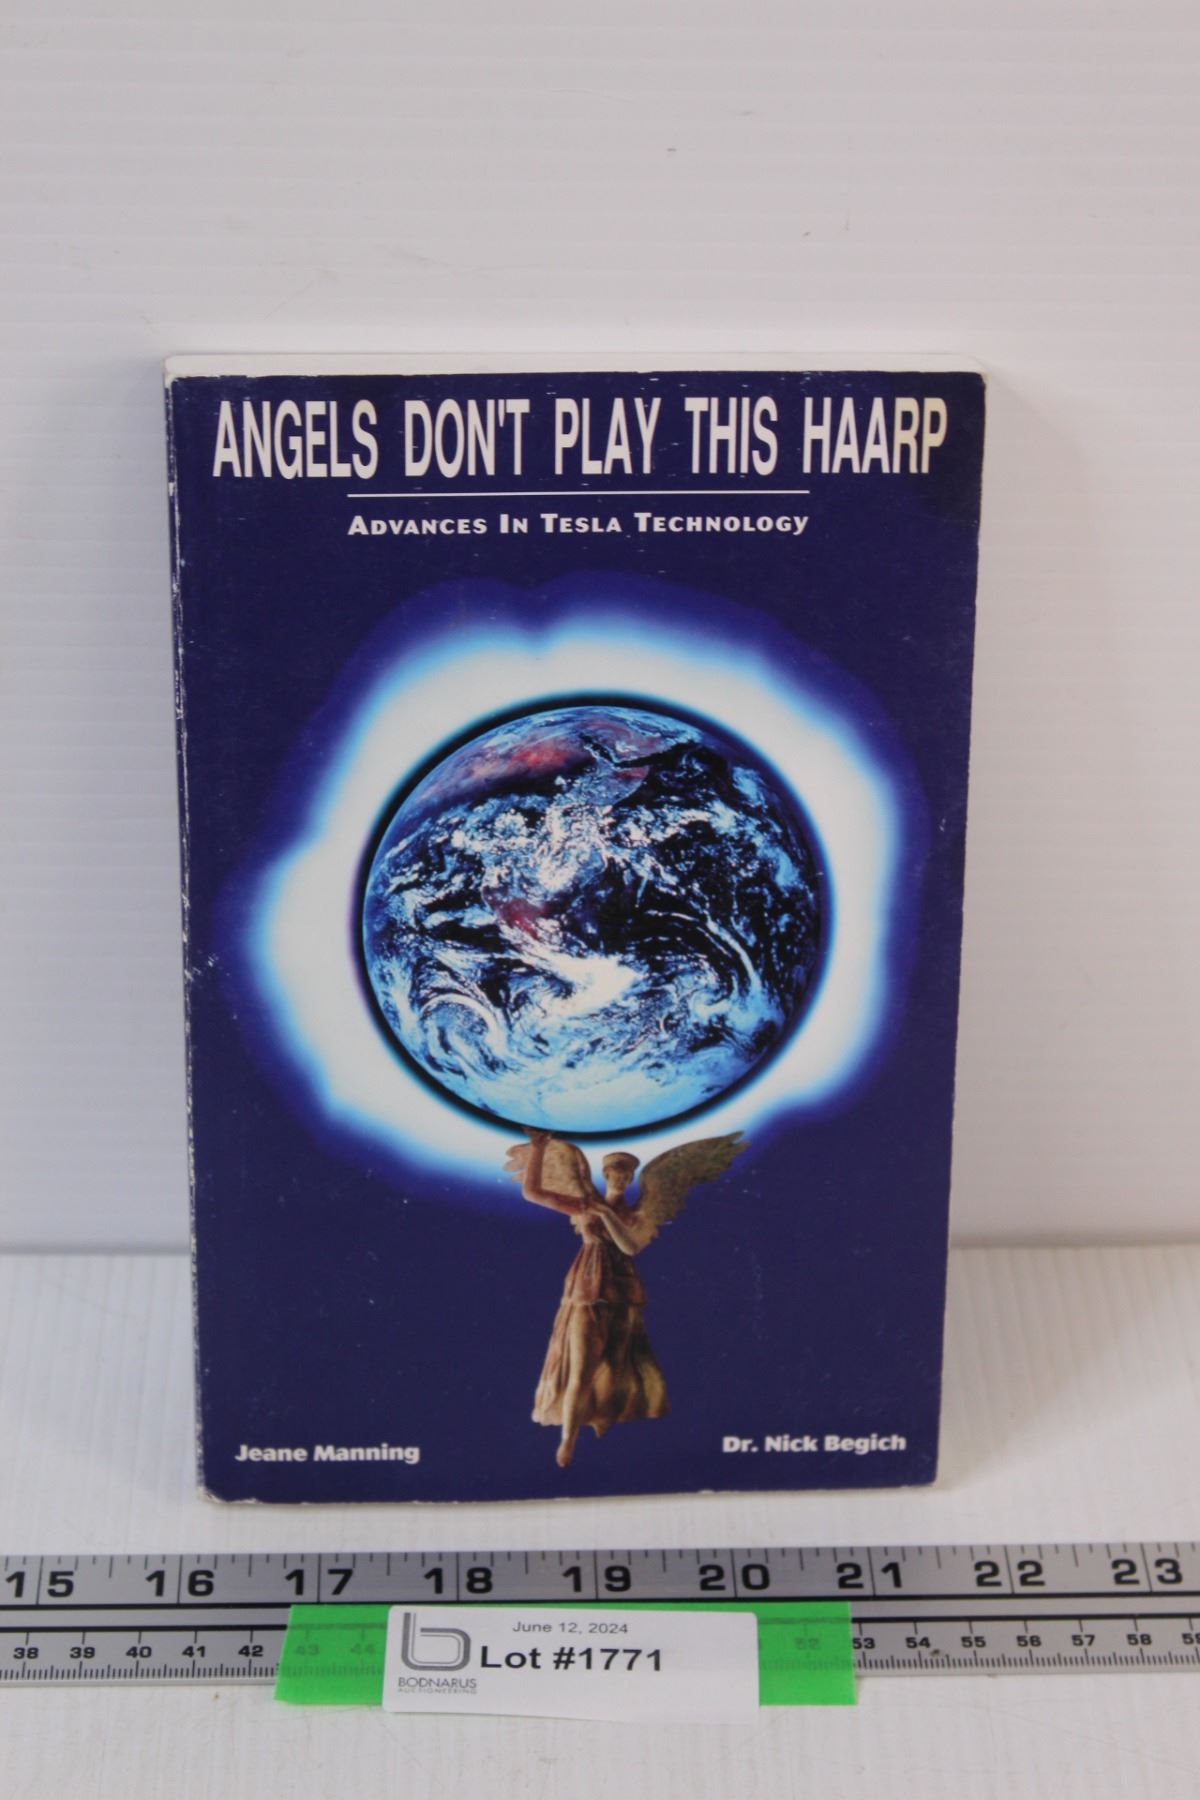 ANGELS DON'T PLAY THIS HAARP
ADVANCES IN TESLA TECHNOLOGY
Jeane Manning Dr. Nick Begich
15 16 17 18 19 20 21 22 23
June 12, 2024
Lot #1771
BODNARUS
AUCTIONEERING
38 39 40 41 42 43 44 52 53 54 55 56 57 58 59